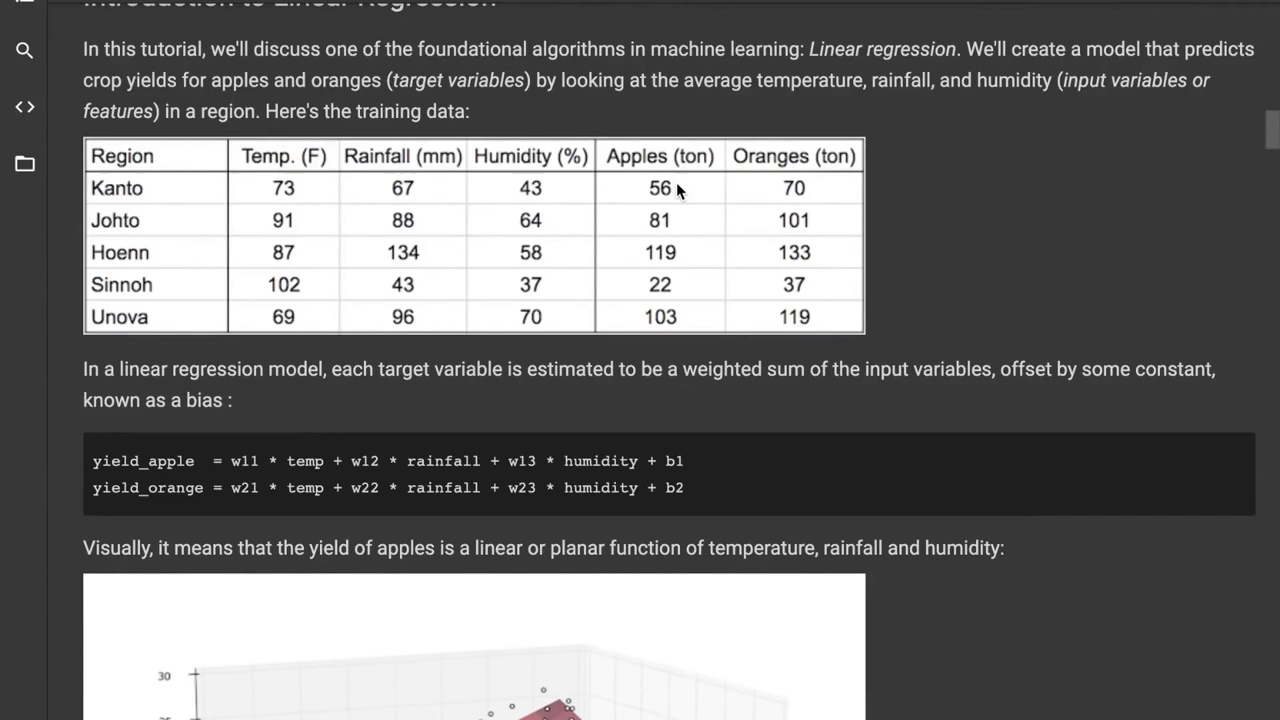 Introduction to Linear Regression
In this tutorial, we'll discuss one of the foundational algorithms in machine learning: Linear regression. We'll create a model that predicts
crop yields for apples and oranges (target variables) by looking at the average temperature, rainfall, and humidity (input variables or
features) in a region. Here's the training data:
Region Temp. (F) Rainfall (mm) Humidity (%) Apples (ton) Oranges (ton)
Kanto 73 67 43 56 70
Johto 91 88 64 81 101
Hoenn 87 134 58 119 133
Sinnoh 102 43 37 22 37
Unova 69 96 70 103 119
In a linear regression model, each target variable is estimated to be a weighted sum of the input variables, offset by some constant,
known as a bias :
yield_apple = w11 * temp + w12 * rainfall + w13 * humidity + b1
yield_orange = w21 * temp + w22 * rainfall + w23 * humidity + b2
Visually, it means that the yield of apples is a linear or planar function of temperature, rainfall and humidity:
30